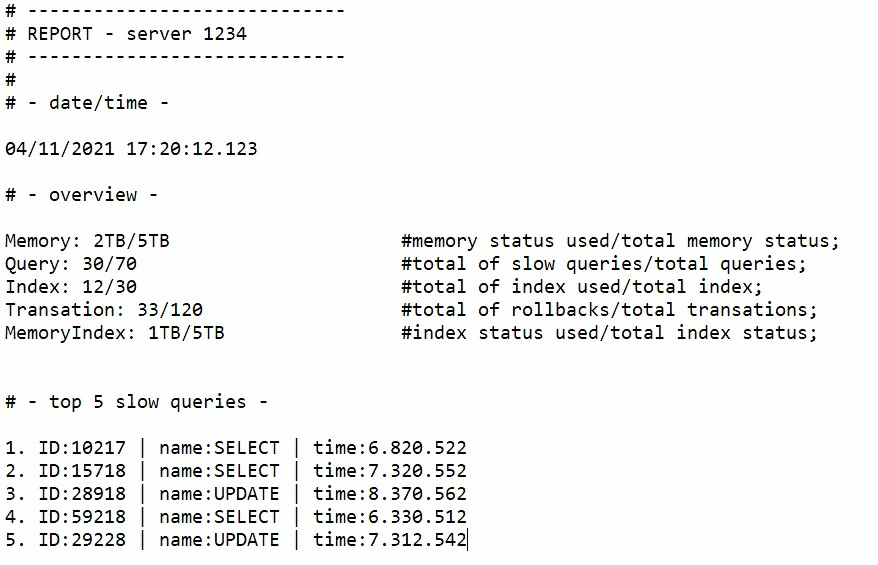 # -----------------------------
# REPORT - server 1234
# -----------------------------
#
# - date/time -
04/11/2021 17:20:12.123
# - overview -
Memory: 2TB/5TB #memory status used/total memory status;
Query: 30/70 #total of slow queries/total queries;
Index: 12/30 #total of index used/total index;
Transation: 33/120 #total of rollbacks/total transations;
MemoryIndex: 1TB/5TB #index status used/total index status;
# - top 5 slow queries -
1. ID:10217 | name:SELECT | time:6.820.522
2. ID:15718 | name:SELECT | time:7.320.552
3. ID:28918 | name:UPDATE | time:8.370.562
4. ID:59218 | name:SELECT | time:6.330.512
5. ID:29228 | name:UPDATE | time:7.312.542